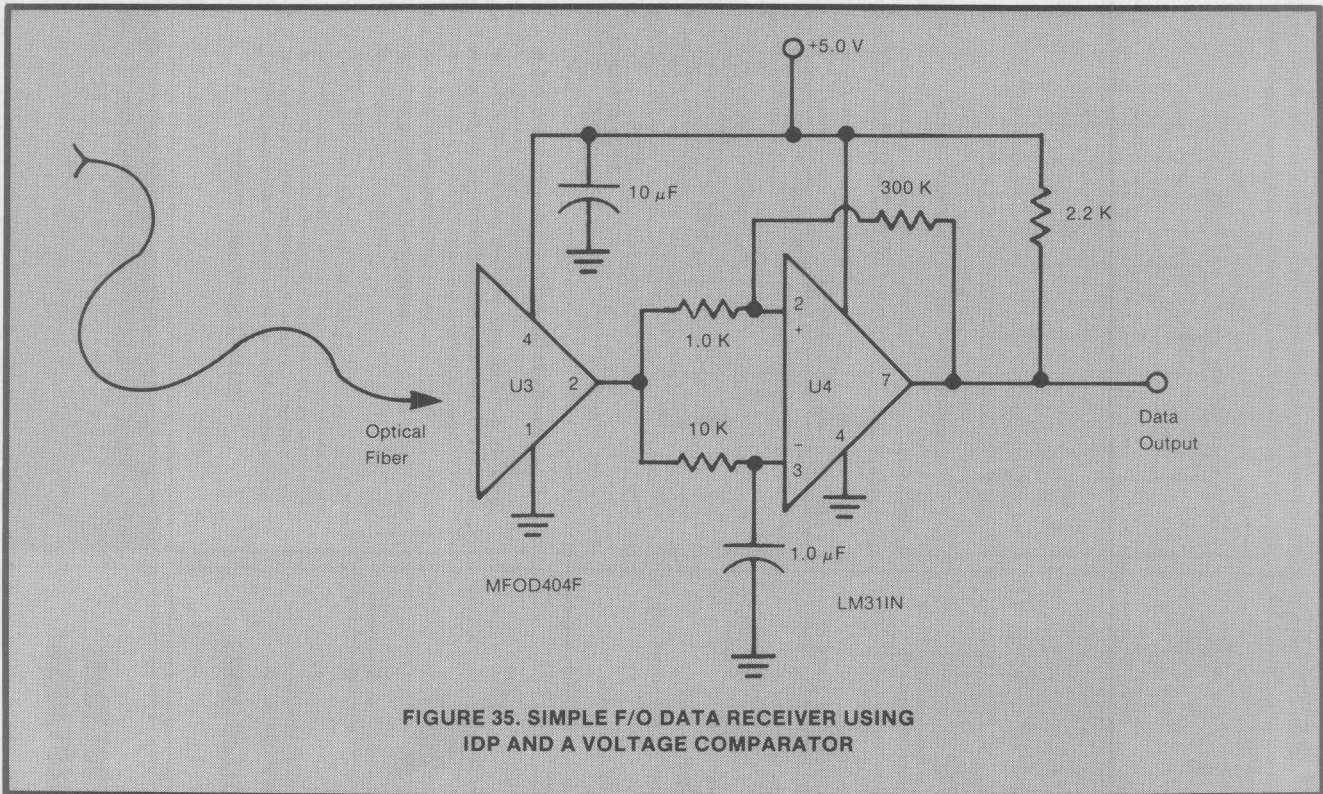 +5.0 V
10 μF
300 K
2.2 K
4
U3
2
1
1.0 K
10 K
2
+
U4
7
−
3
4
Optical
Fiber
Data
Output
1.0 μF
MFOD404F
LM31IN
FIGURE 35. SIMPLE F/O DATA RECEIVER USING
IDP AND A VOLTAGE COMPARATOR